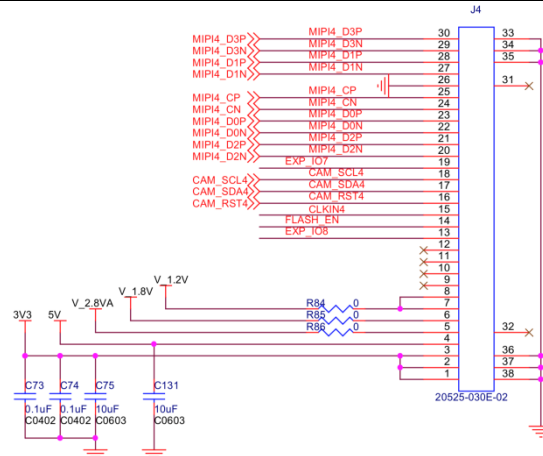 J4
MIPI4_D3P MIPI4_D3P 30 33
MIPI4_D3N MIPI4_D3N 29 34
MIPI4_D1P MIPI4_D1P 28 35
MIPI4_D1N MIPI4_D1N 27
26 31
MIPI4_CP MIPI4_CP 25
MIPI4_CN MIPI4_CN 24
MIPI4_D0P MIPI4_D0P 23
MIPI4_D0N MIPI4_D0N 22
MIPI4_D2P MIPI4_D2P 21
MIPI4_D2N MIPI4_D2N 20
EXP_IO7 19
CAM_SCL4 CAM_SCL4 18
CAM_SDA4 CAM_SDA4 17
CAM_RST4 CAM_RST4 16
CLKIN4 15
FLASH_EN 14
EXP_IO8 13
12
11
10
9
V_1.2V 8
V_1.8V R84 0 7
V_2.8VA R85 0 6
3V3 5V R86 0 5 32
4
3 36
2 37
1 38
C73 C74 C75 C131 20525-030E-02
0.1uF 0.1uF 10uF 10uF
C0402 C0402 C0603 C0603